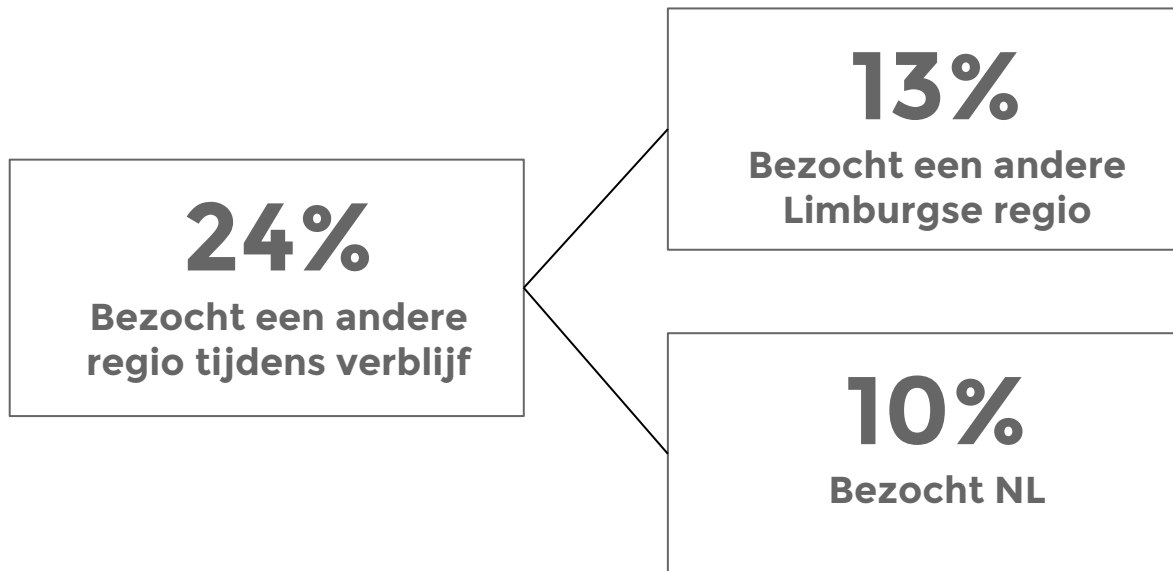 24%
Bezocht een andere
regio tijdens verblijf
13%
Bezocht een andere
Limburgse regio
10%
Bezocht NL